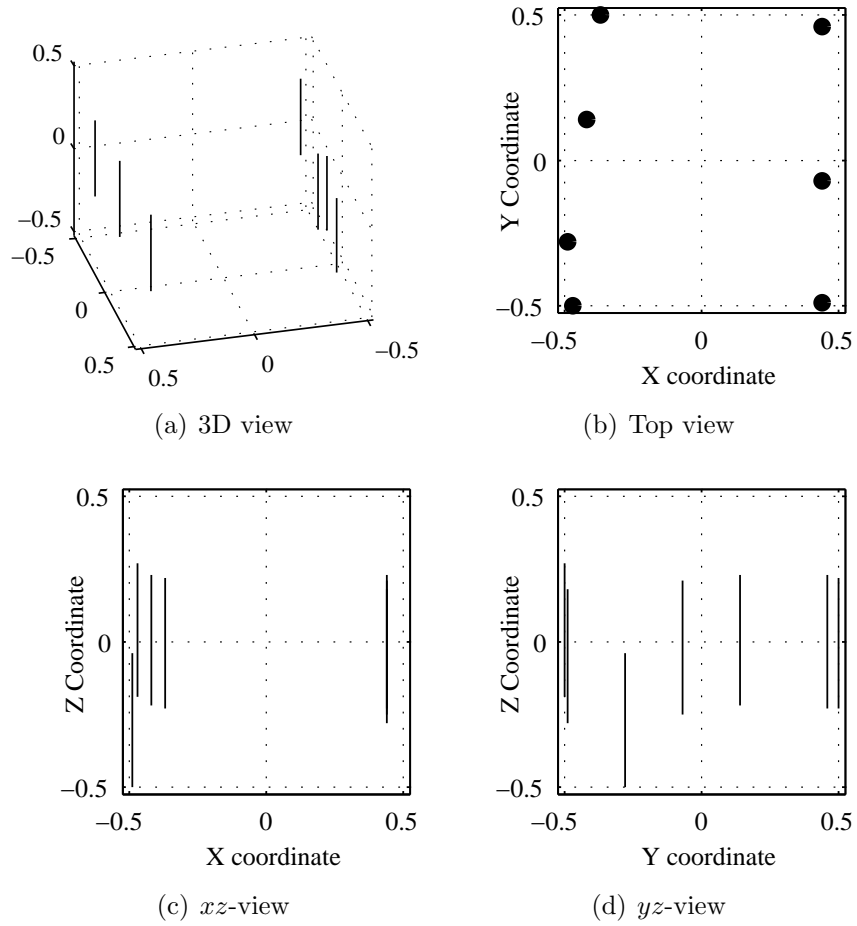 0.5
0
−0.5
−0.5
0
0.5
0.5
0
−0.5
(a) 3D view
0.5
0
−0.5
Y Coordinate
−0.5
0
0.5
X coordinate
(b) Top view
0.5
0
−0.5
Z Coordinate
−0.5
0
0.5
X coordinate
(c) xz-view
0.5
0
−0.5
Z Coordinate
−0.5
0
0.5
Y coordinate
(d) yz-view